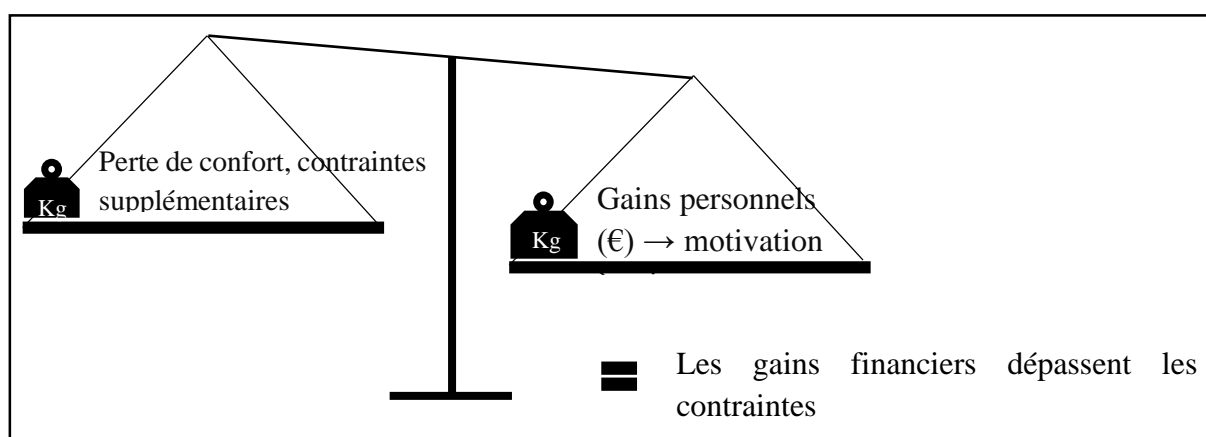 Perte de confort, contraintes
supplémentaires
Kg
Gains personnels
(€) → motivation
Kg
Les gains financiers dépassent les
contraintes